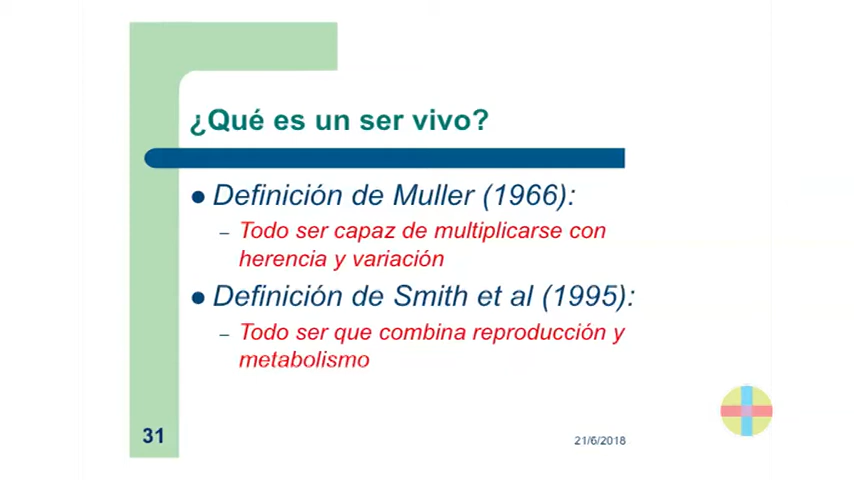 ¿Qué es un ser vivo?
● Definición de Muller (1966):
– Todo ser capaz de multiplicarse con
herencia y variación
● Definición de Smith et al (1995):
– Todo ser que combina reproducción y
metabolismo
31
21/6/2018